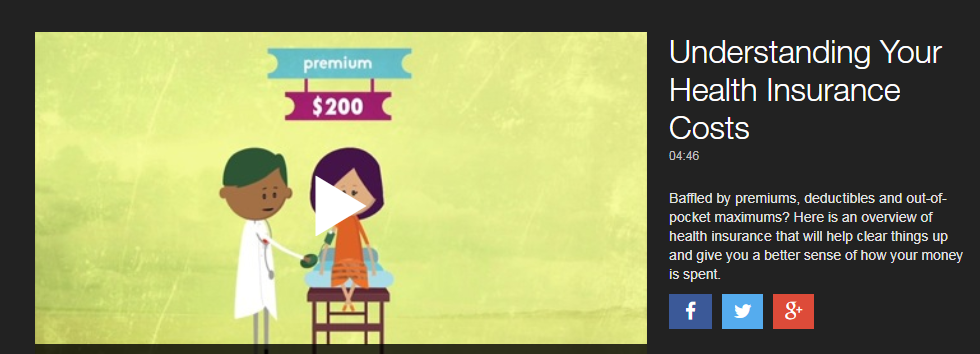 premium
$200
Understanding Your
Health Insurance
Costs
04:46
Baffled by premiums, deductibles and out-of-
pocket maximums? Here is an overview of
health insurance that will help clear things up
and give you a better sense of how your money
is spent.
f
g+